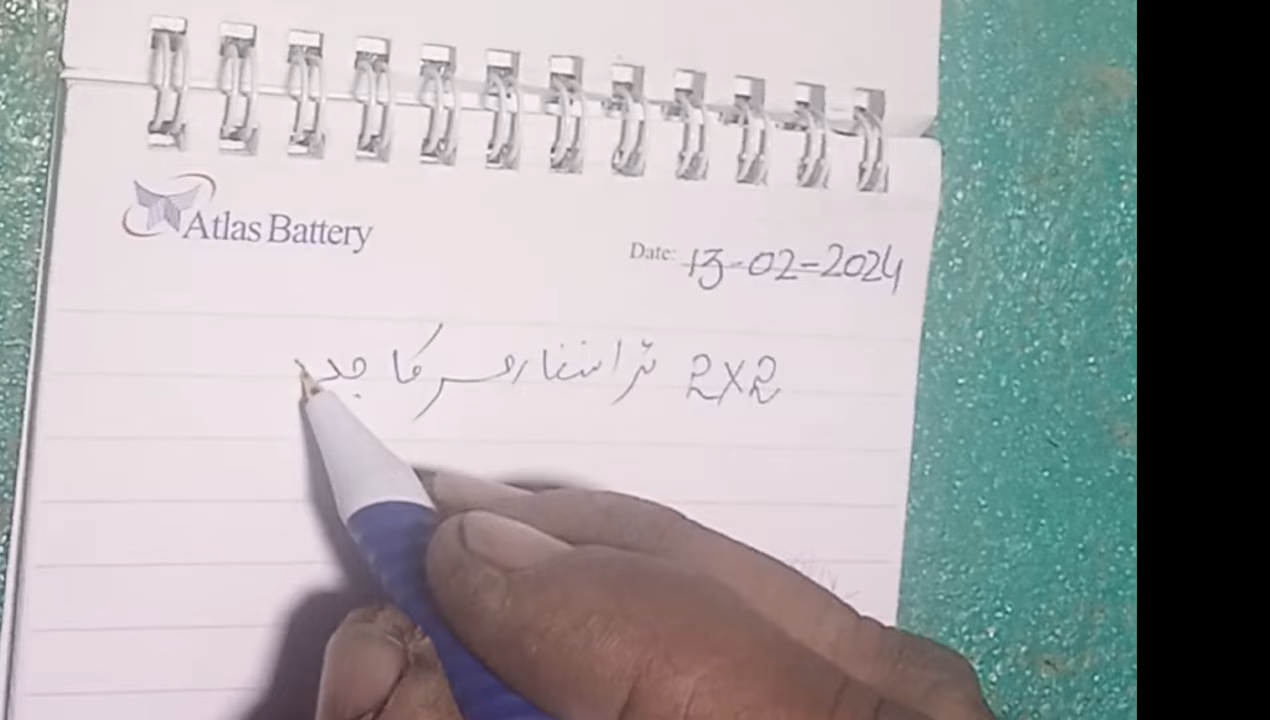 Atlas Battery
Date: 13-02-2024
2X2 ٹرانسفارمر کا جد